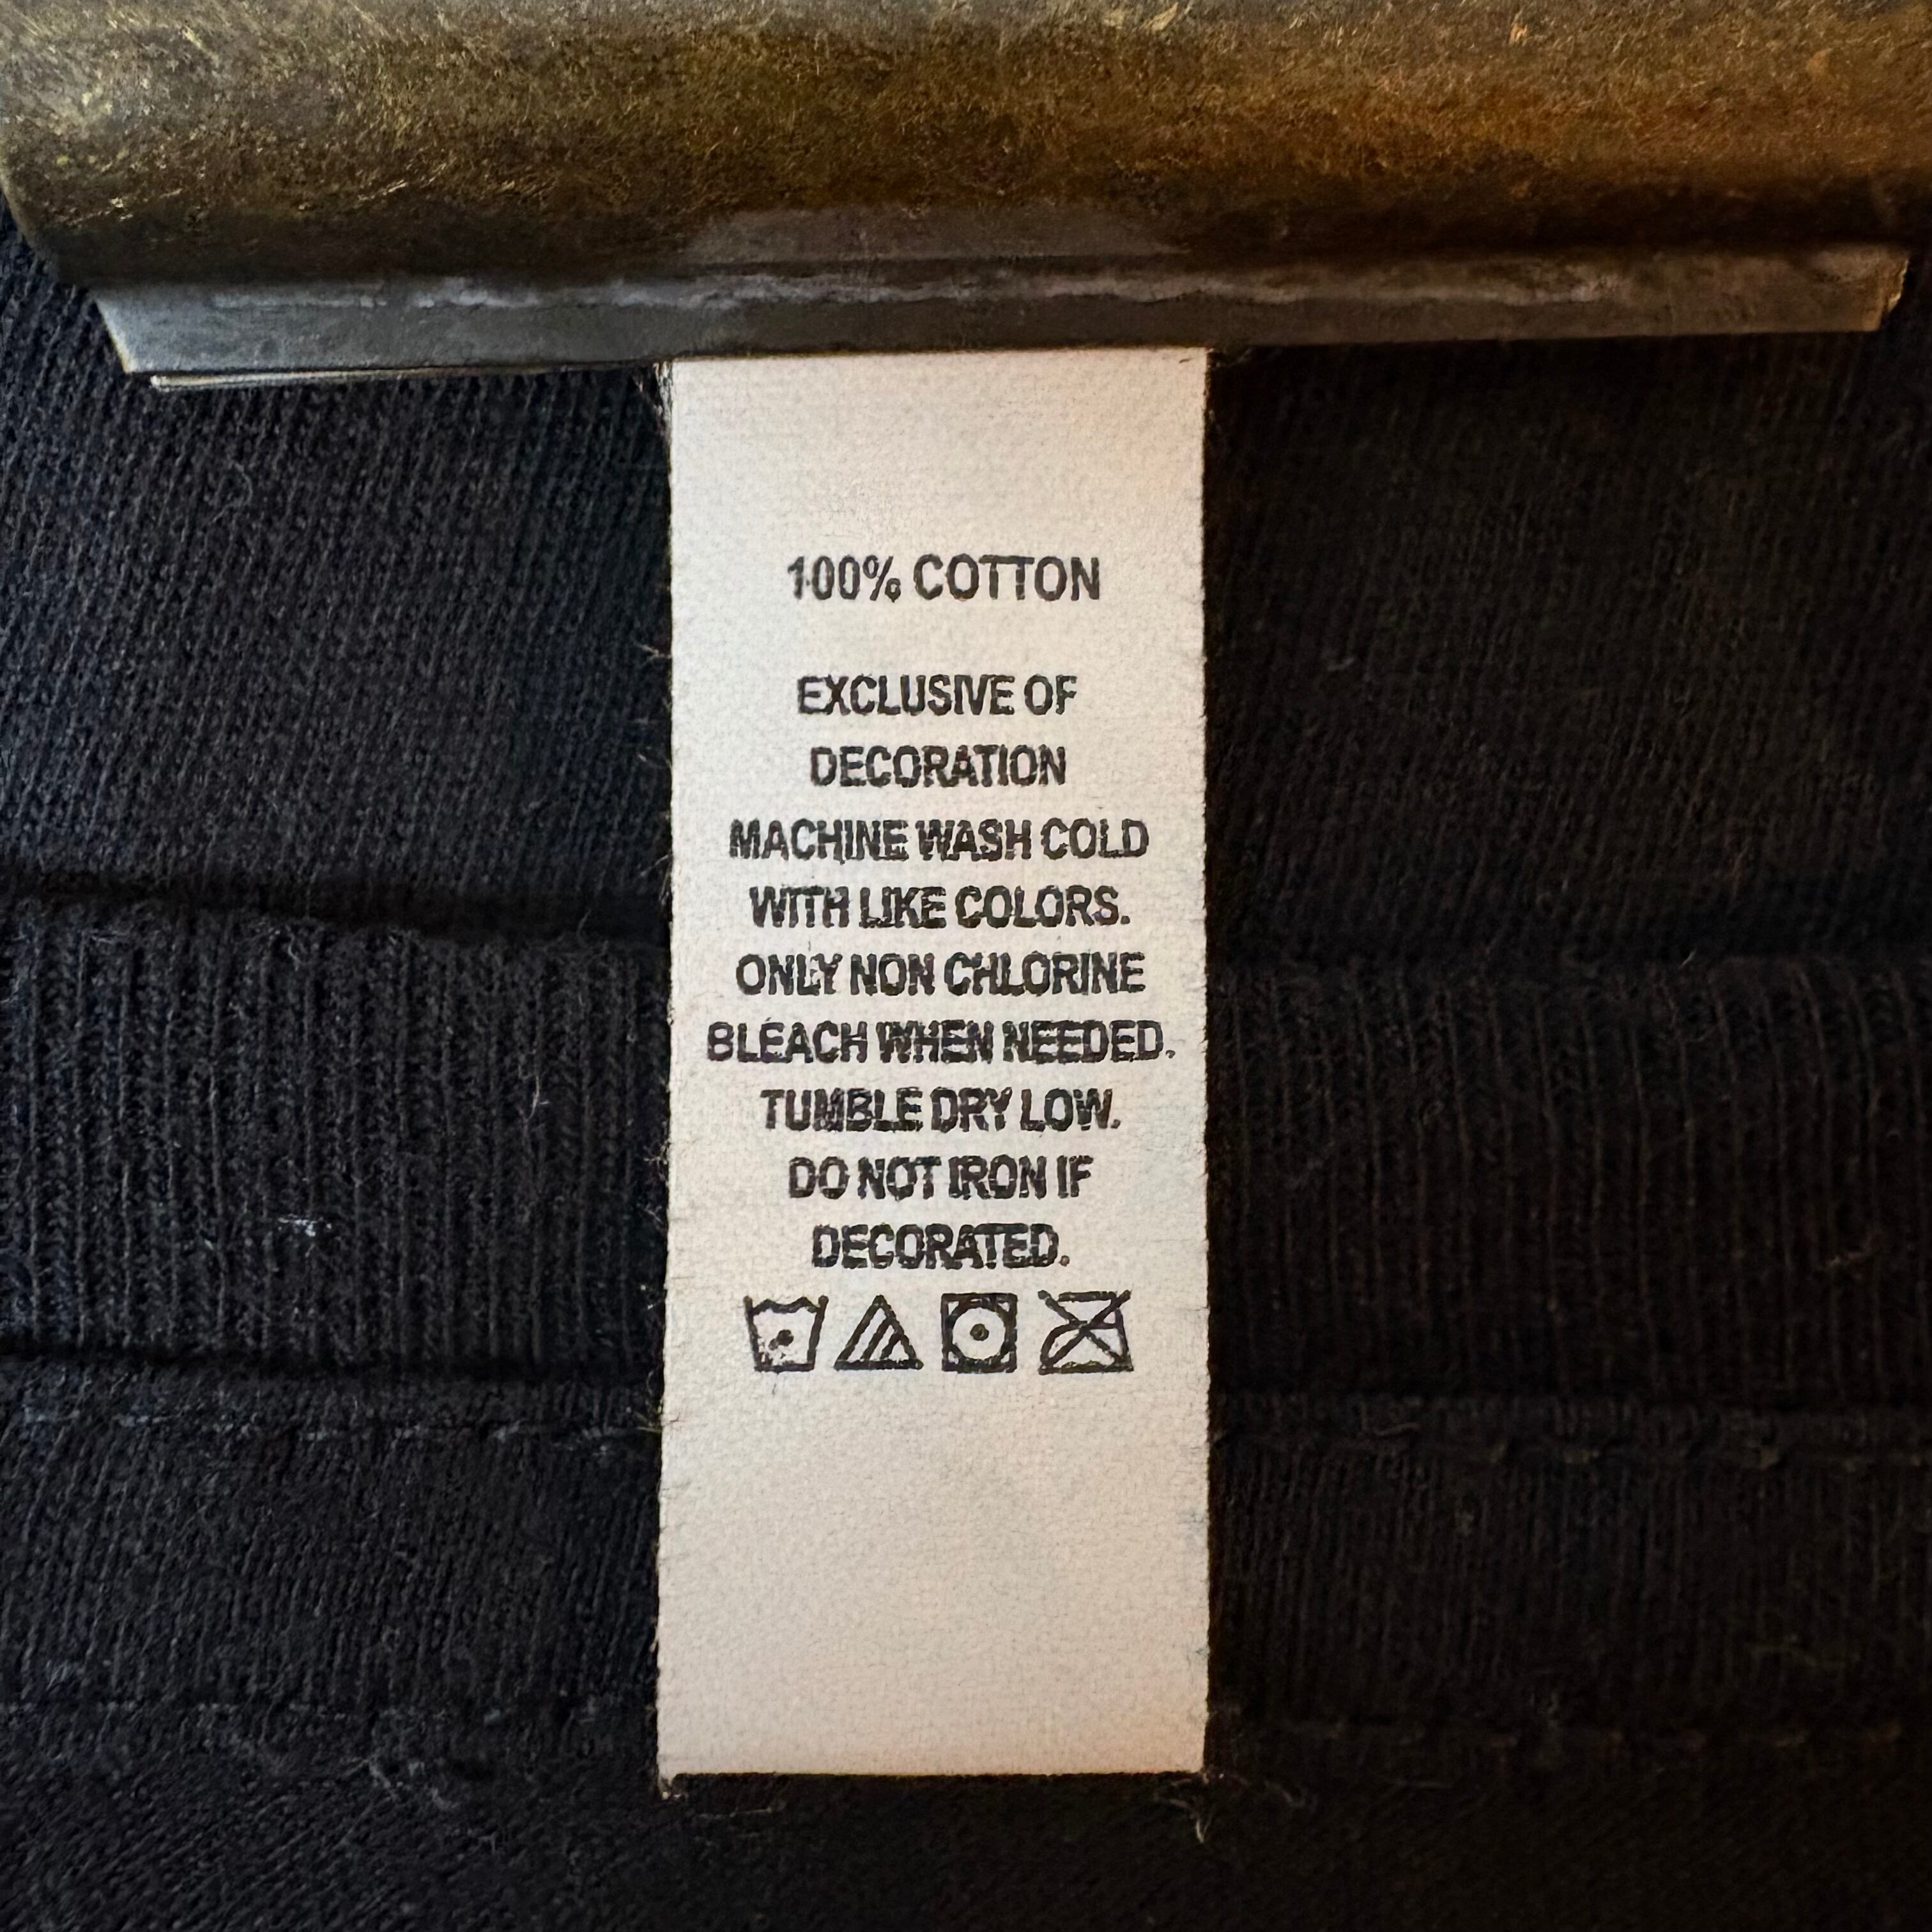 100% COTTON
EXCLUSIVE OF
DECORATION
MACHINE WASH COLD
WITH LIKE COLORS.
ONLY NON CHLORINE
BLEACH WHEN NEEDED.
TUMBLE DRY LOW.
DO NOT IRON IF
DECORATED.